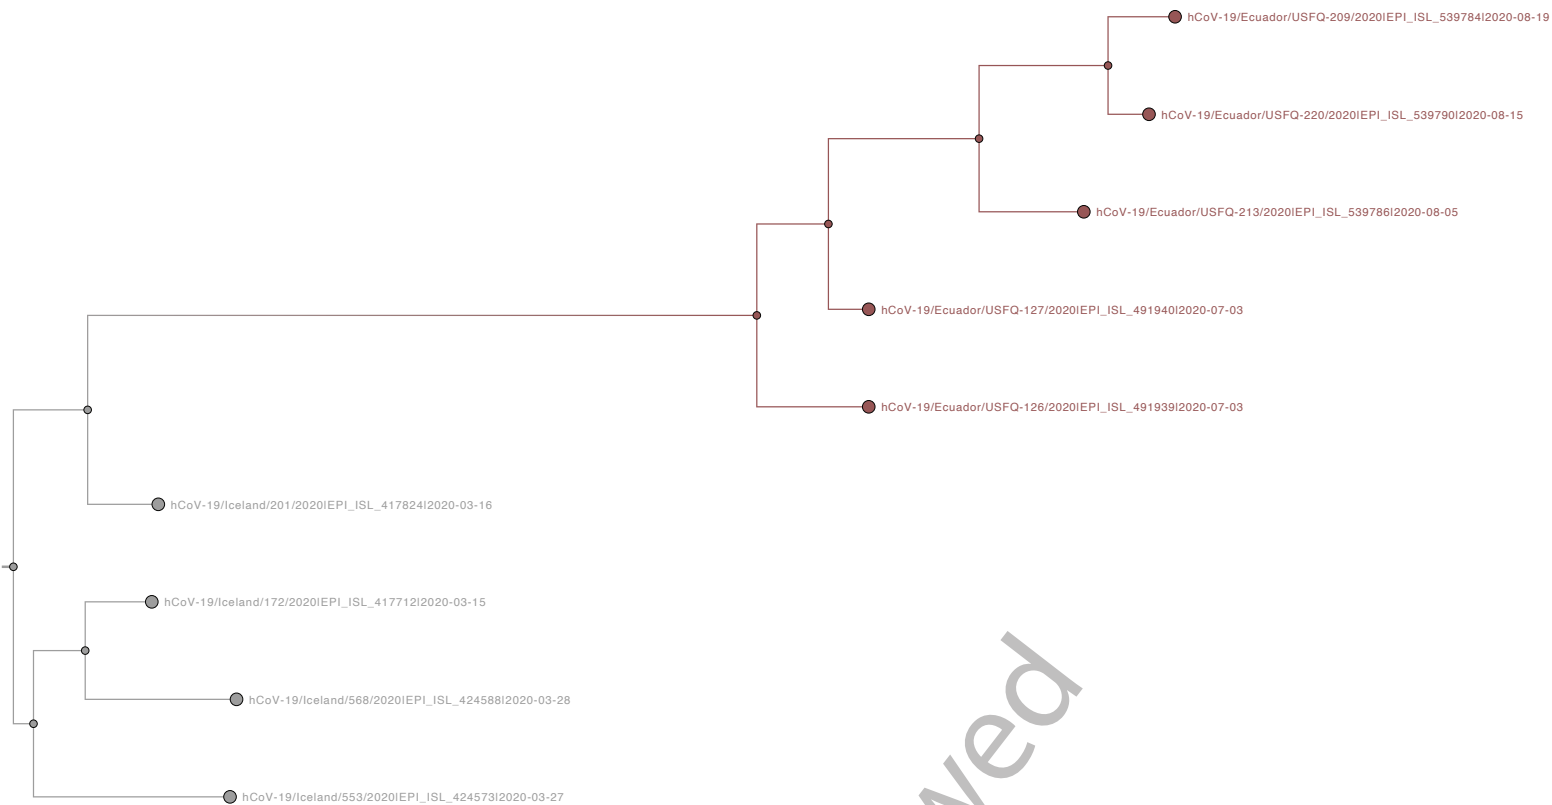 hCoV-19/Ecuador/USFQ-209/2020|EPI_ISL_539784|2020-08-19
hCoV-19/Ecuador/USFQ-220/2020|EPI_ISL_539790|2020-08-15
hCoV-19/Ecuador/USFQ-213/2020|EPI_ISL_539786|2020-08-05
hCoV-19/Ecuador/USFQ-127/2020|EPI_ISL_491940|2020-07-03
hCoV-19/Ecuador/USFQ-126/2020|EPI_ISL_491939|2020-07-03
hCoV-19/Iceland/201/2020|EPI_ISL_417824|2020-03-16
hCoV-19/Iceland/172/2020|EPI_ISL_417712|2020-03-15
hCoV-19/Iceland/568/2020|EPI_ISL_424588|2020-03-28
wed
hCoV-19/Iceland/553/2020|EPI_ISL_424573|2020-03-27